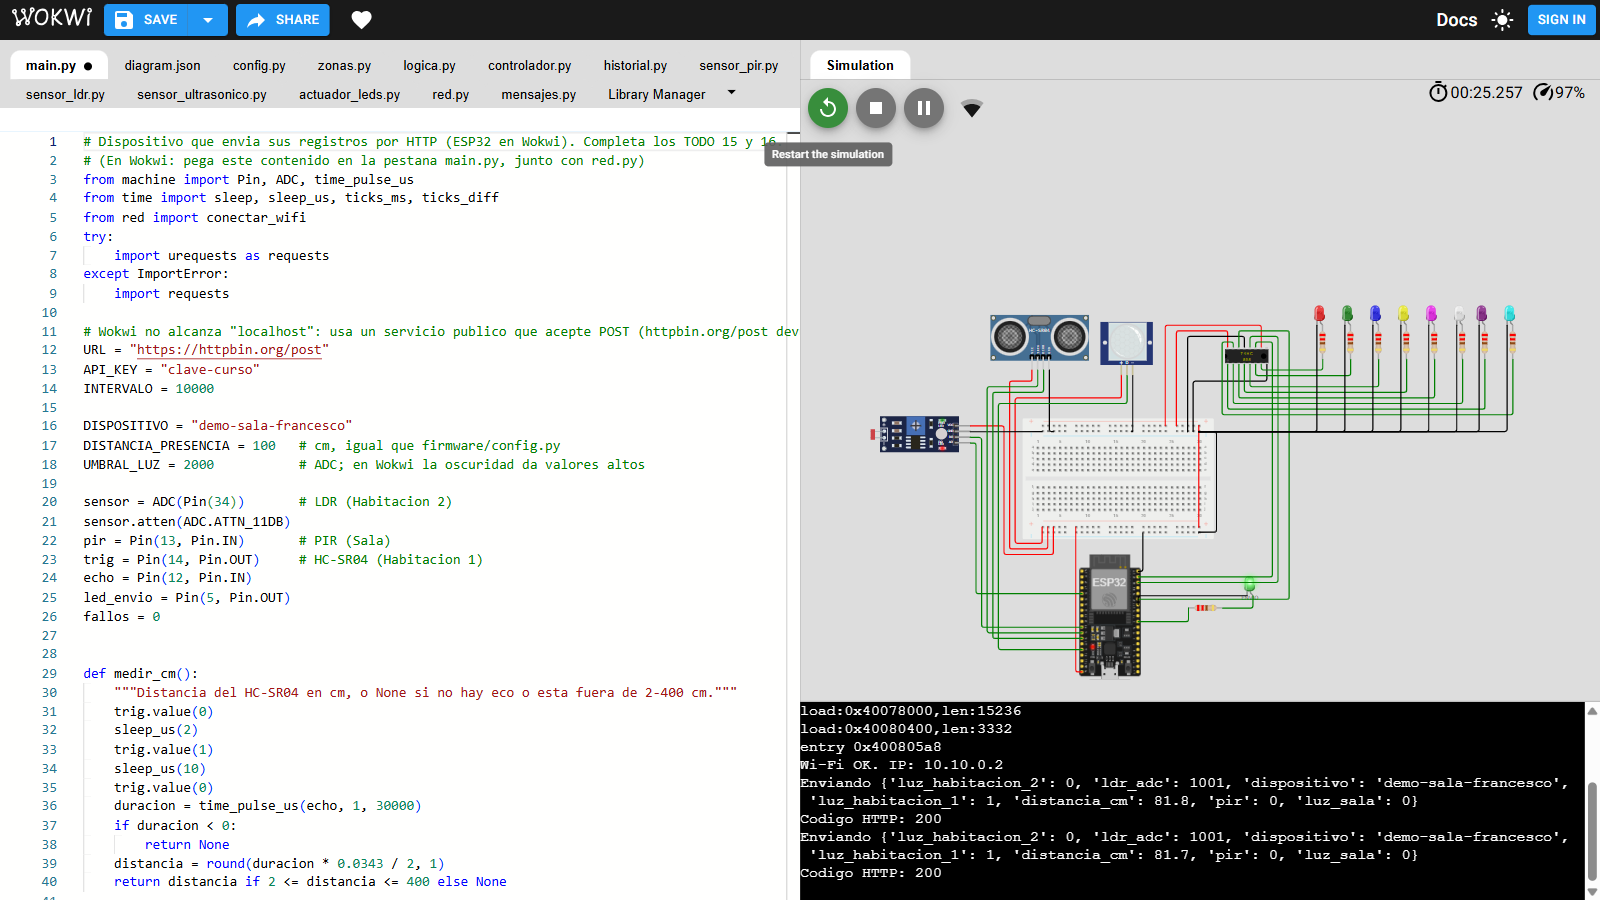 WOKWI
SAVE
SHARE
Docs
SIGN IN
main.py ●
diagram.json
config.py
zonas.py
logica.py
controlador.py
historial.py
sensor_pir.py
sensor_ldr.py
sensor_ultrasonico.py
actuador_leds.py
red.py
mensajes.py
Library Manager
Simulation
00:25.257
97%
Restart the simulation
1 # Dispositivo que envia sus registros por HTTP (ESP32 en Wokwi). Completa los TODO 15 y 16.
2 # (En Wokwi: pega este contenido en la pestana main.py, junto con red.py)
3 from machine import Pin, ADC, time_pulse_us
4 from time import sleep, sleep_us, ticks_ms, ticks_diff
5 from red import conectar_wifi
6 try:
7 import urequests as requests
8 except ImportError:
9 import requests
10
11 # Wokwi no alcanza "localhost": usa un servicio publico que acepte POST (httpbin.org/post dev
12 URL = "https://httpbin.org/post"
13 API_KEY = "clave-curso"
14 INTERVALO = 10000
15
16 DISPOSITIVO = "demo-sala-francesco"
17 DISTANCIA_PRESENCIA = 100 # cm, igual que firmware/config.py
18 UMBRAL_LUZ = 2000 # ADC; en Wokwi la oscuridad da valores altos
19
20 sensor = ADC(Pin(34)) # LDR (Habitacion 2)
21 sensor.atten(ADC.ATTN_11DB)
22 pir = Pin(13, Pin.IN) # PIR (Sala)
23 trig = Pin(14, Pin.OUT) # HC-SR04 (Habitacion 1)
24 echo = Pin(12, Pin.IN)
25 led_envio = Pin(5, Pin.OUT)
26 fallos = 0
27
28
29 def medir_cm():
30 """Distancia del HC-SR04 en cm, o None si no hay eco o esta fuera de 2-400 cm."""
31 trig.value(0)
32 sleep_us(2)
33 trig.value(1)
34 sleep_us(10)
35 trig.value(0)
36 duracion = time_pulse_us(echo, 1, 30000)
37 if duracion < 0:
38 return None
39 distancia = round(duracion * 0.0343 / 2, 1)
40 return distancia if 2 <= distancia <= 400 else None
HC-SR04
ESP32
load:0x40078000,len:15236
load:0x40080400,len:3332
entry 0x400805a8
Wi-Fi OK. IP: 10.10.0.2
Enviando {'luz_habitacion_2': 0, 'ldr_adc': 1001, 'dispositivo': 'demo-sala-francesco',
'luz_habitacion_1': 1, 'distancia_cm': 81.8, 'pir': 0, 'luz_sala': 0}
Codigo HTTP: 200
Enviando {'luz_habitacion_2': 0, 'ldr_adc': 1001, 'dispositivo': 'demo-sala-francesco',
'luz_habitacion_1': 1, 'distancia_cm': 81.7, 'pir': 0, 'luz_sala': 0}
Codigo HTTP: 200